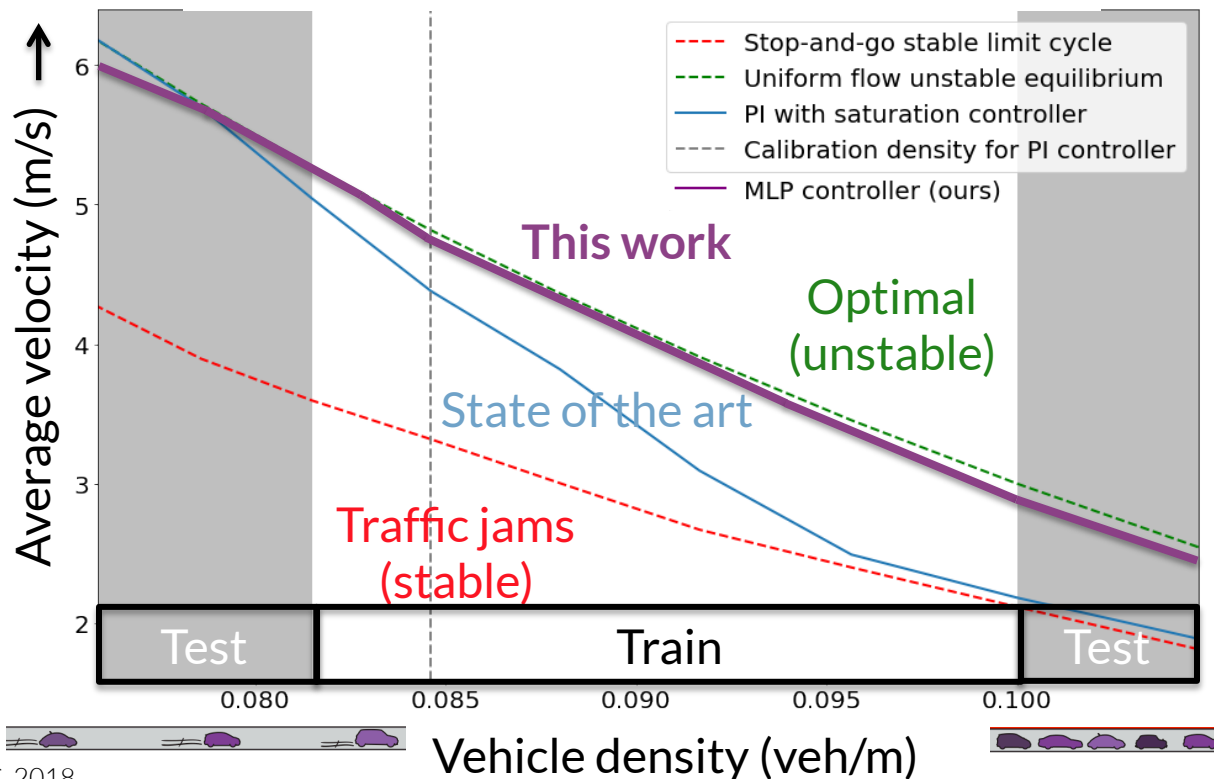 Average velocity (m/s)
6
5
4
3
2
Stop-and-go stable limit cycle
Uniform flow unstable equilibrium
PI with saturation controller
Calibration density for PI controller
MLP controller (ours)
This work
Optimal
(unstable)
State of the art
Traffic jams
(stable)
Test
Train
Test
0.080
0.085
0.090
0.095
0.100
Vehicle density (veh/m)
2018